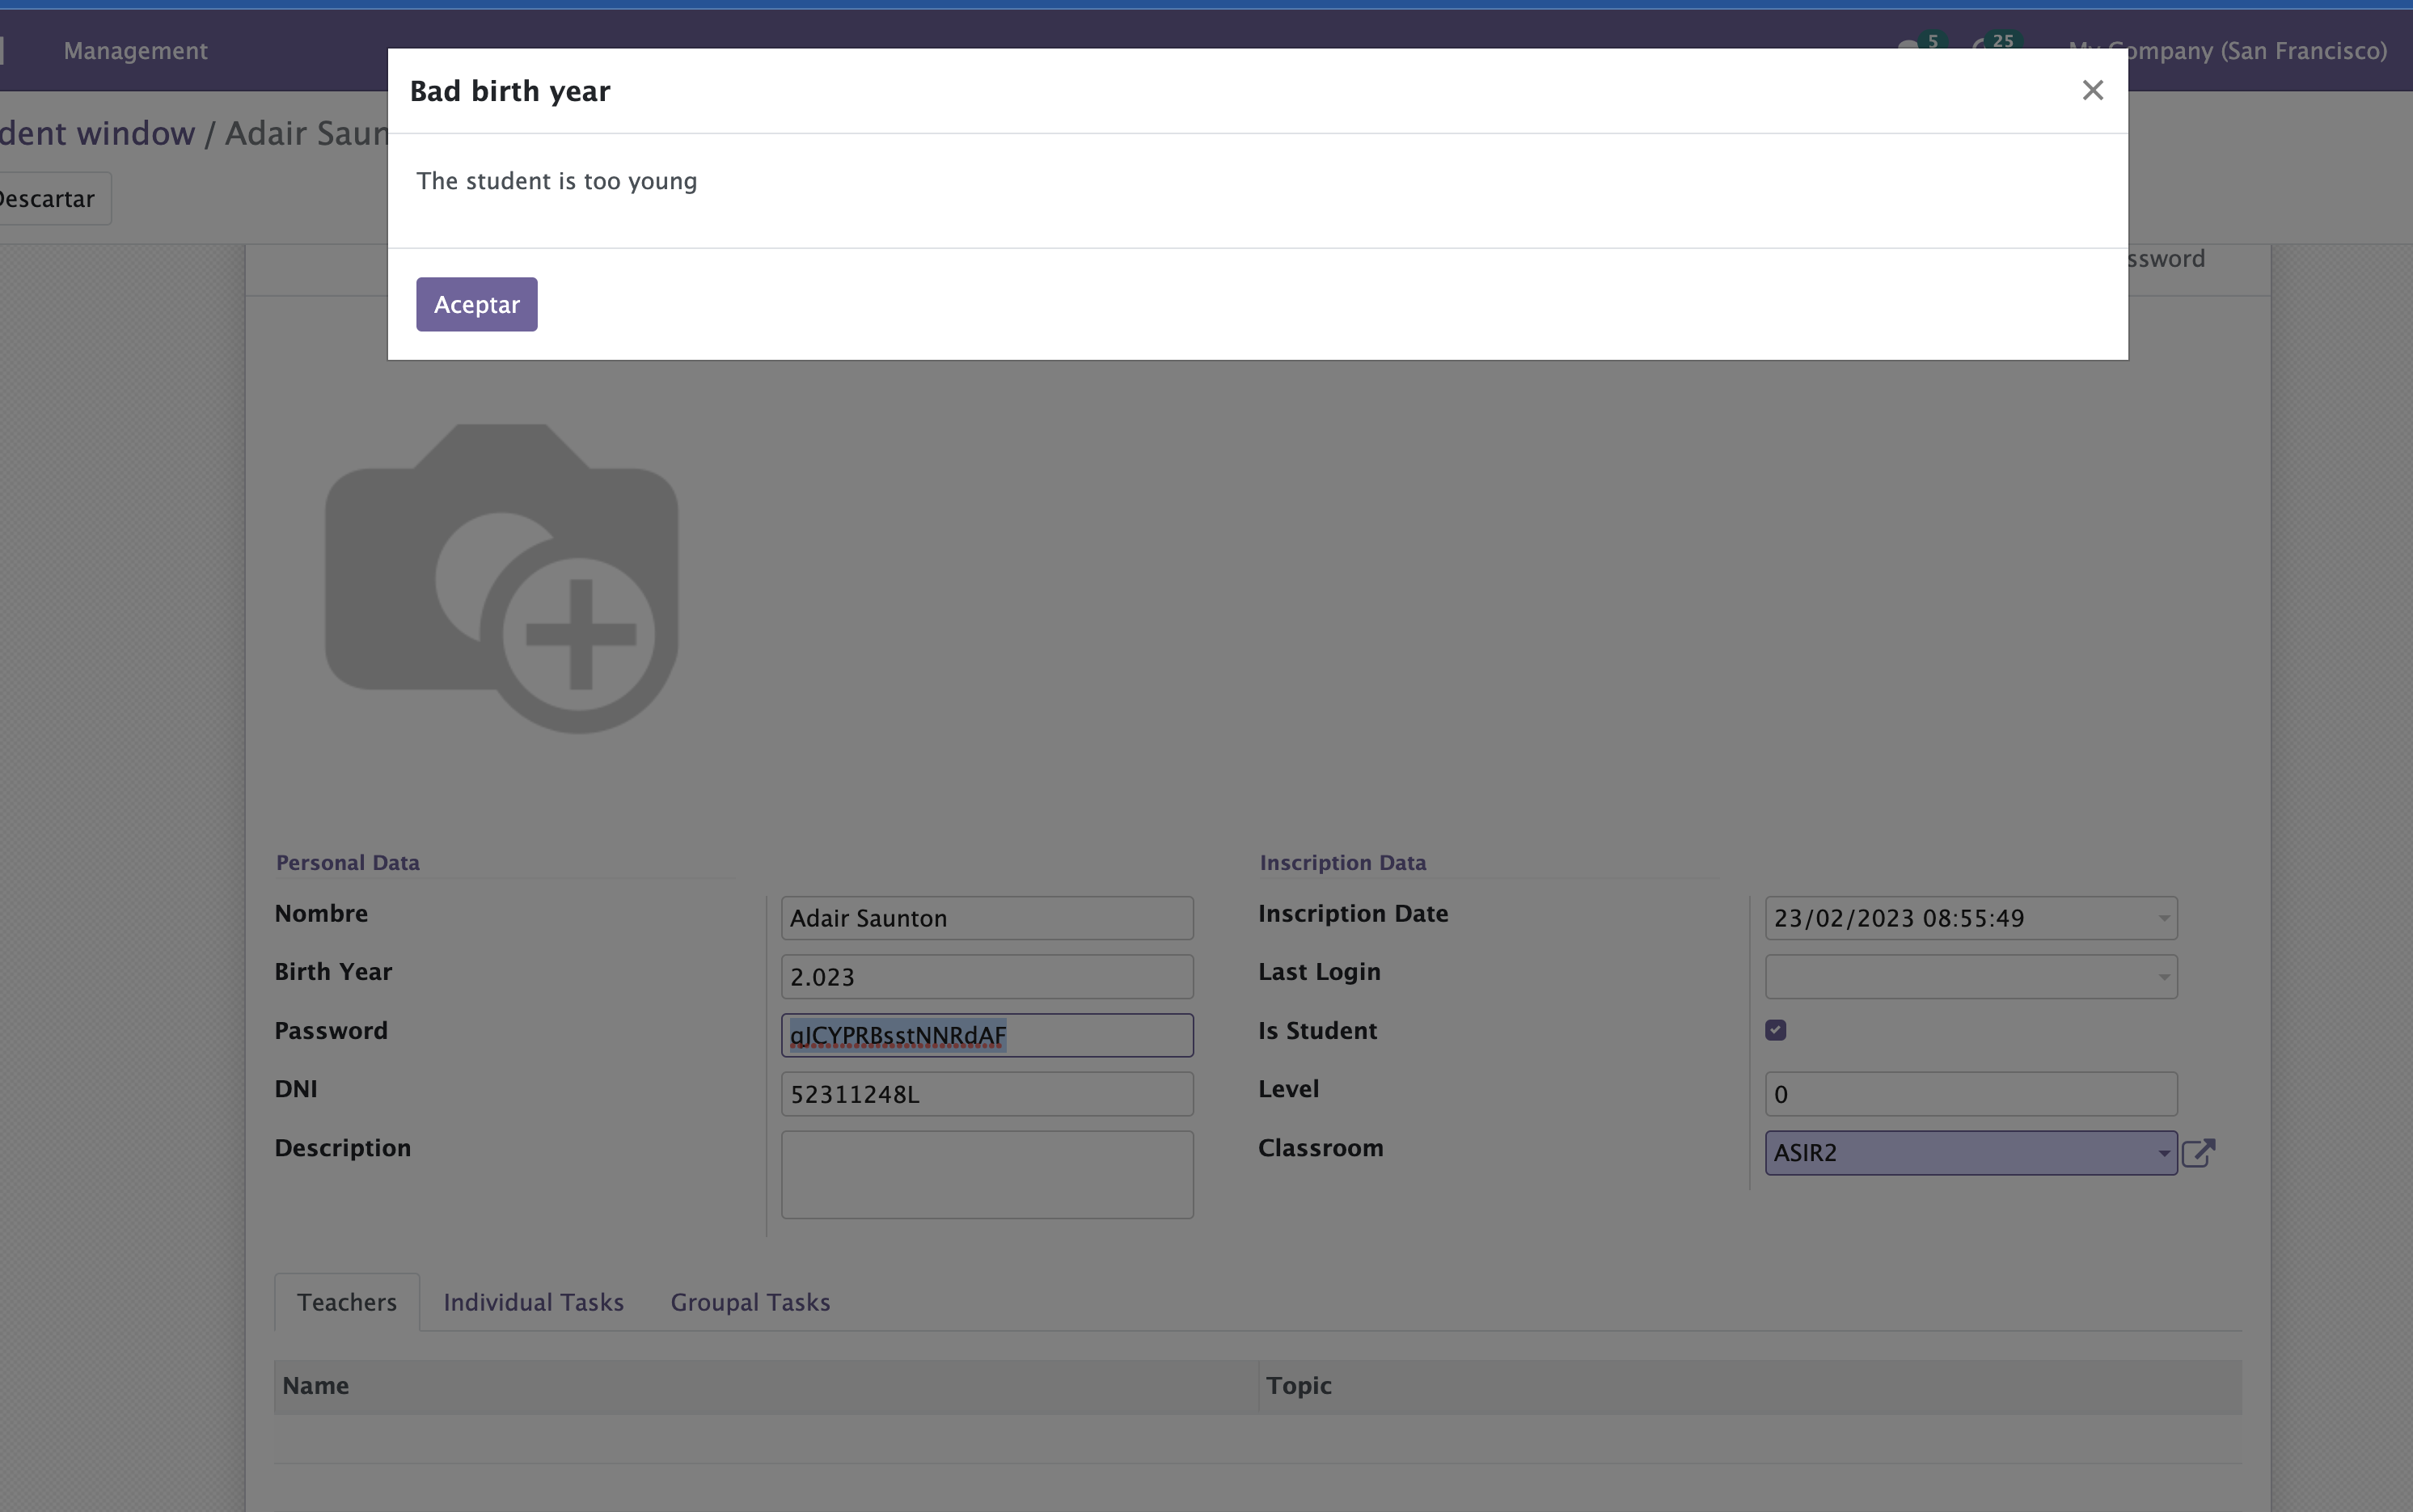 Management
5
25
My Company (San Francisco)
Bad birth year
dent window / Adair Saun
The student is too young
Descartar
ssword
Aceptar
Personal Data
Inscription Data
Nombre
Adair Saunton
Inscription Date
23/02/2023 08:55:49
Birth Year
2.023
Last Login
Password
qJCYPRBsstNNRdAF
Is Student
DNI
52311248L
Level
0
Description
Classroom
ASIR2
Teachers
Individual Tasks
Groupal Tasks
Name
Topic